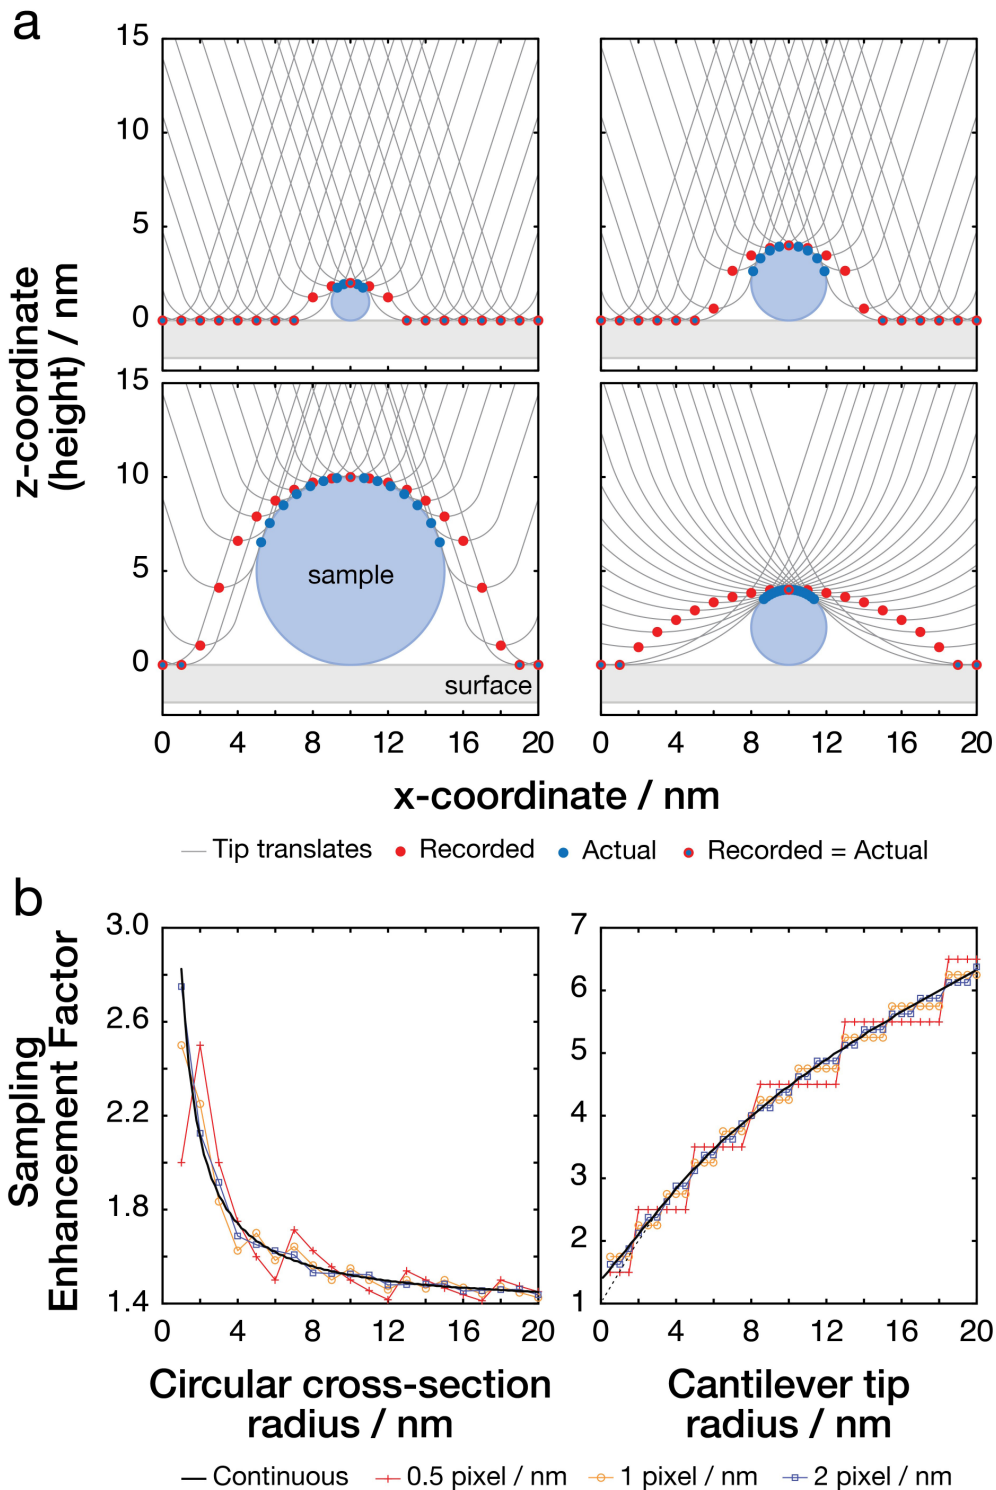 a
15
10
5
0
15
10
5
0
sample
surface
z-coordinate
(height) / nm
0 4 8 12 16 20
0 4 8 12 16 20
x-coordinate / nm
Tip translates Recorded Actual Recorded = Actual
b
3.0
2.6
2.2
1.8
1.4
Sampling
Enhancement Factor
7
6
5
4
3
2
1
0 4 8 12 16 20
0 4 8 12 16 20
Circular cross-section
radius / nm
Cantilever tip
radius / nm
Continuous 0.5 pixel / nm 1 pixel / nm 2 pixel / nm